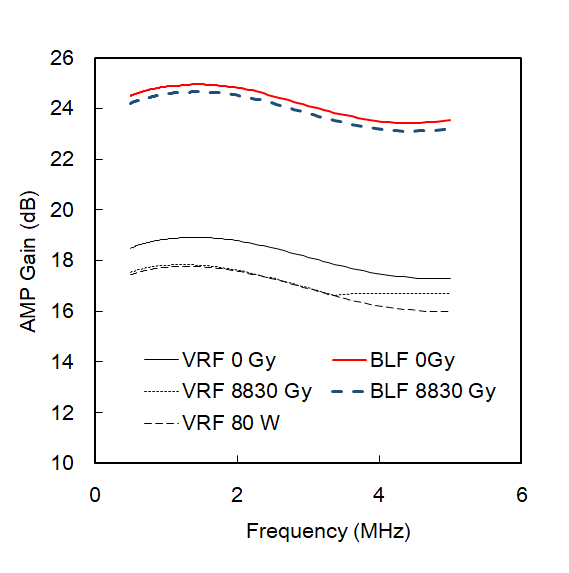 26
24
22
20
18
16
14
12
10
AMP Gain (dB)
VRF 0 Gy
BLF 0Gy
VRF 8830 Gy
BLF 8830 Gy
VRF 80 W
0
2
4
6
Frequency (MHz)